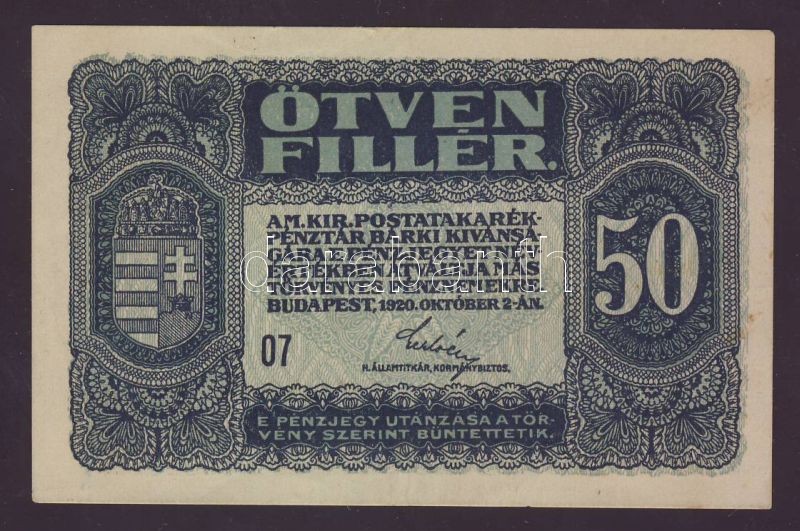 ÖTVEN
FILLÉR.
A M. KIR. POSTATAKARÉK-
PÉNZTÁR BÁRKI KIVÁNSÁ-
GÁRA E PÉNZJEGYET NÉV-
ÉRTÉKBEN ÁTVÁLTJA MÁS
TÖRVÉNYES PÉNZNEMEKRE.
BUDAPEST, 1920. OKTÓBER 2-ÁN.
50
07
H. ÁLLAMTITKÁR, KORMÁNYBIZTOS.
E PÉNZJEGY UTÁNZÁSA A TÖR-
VÉNY SZERINT BÜNTETTETIK.
darabanth